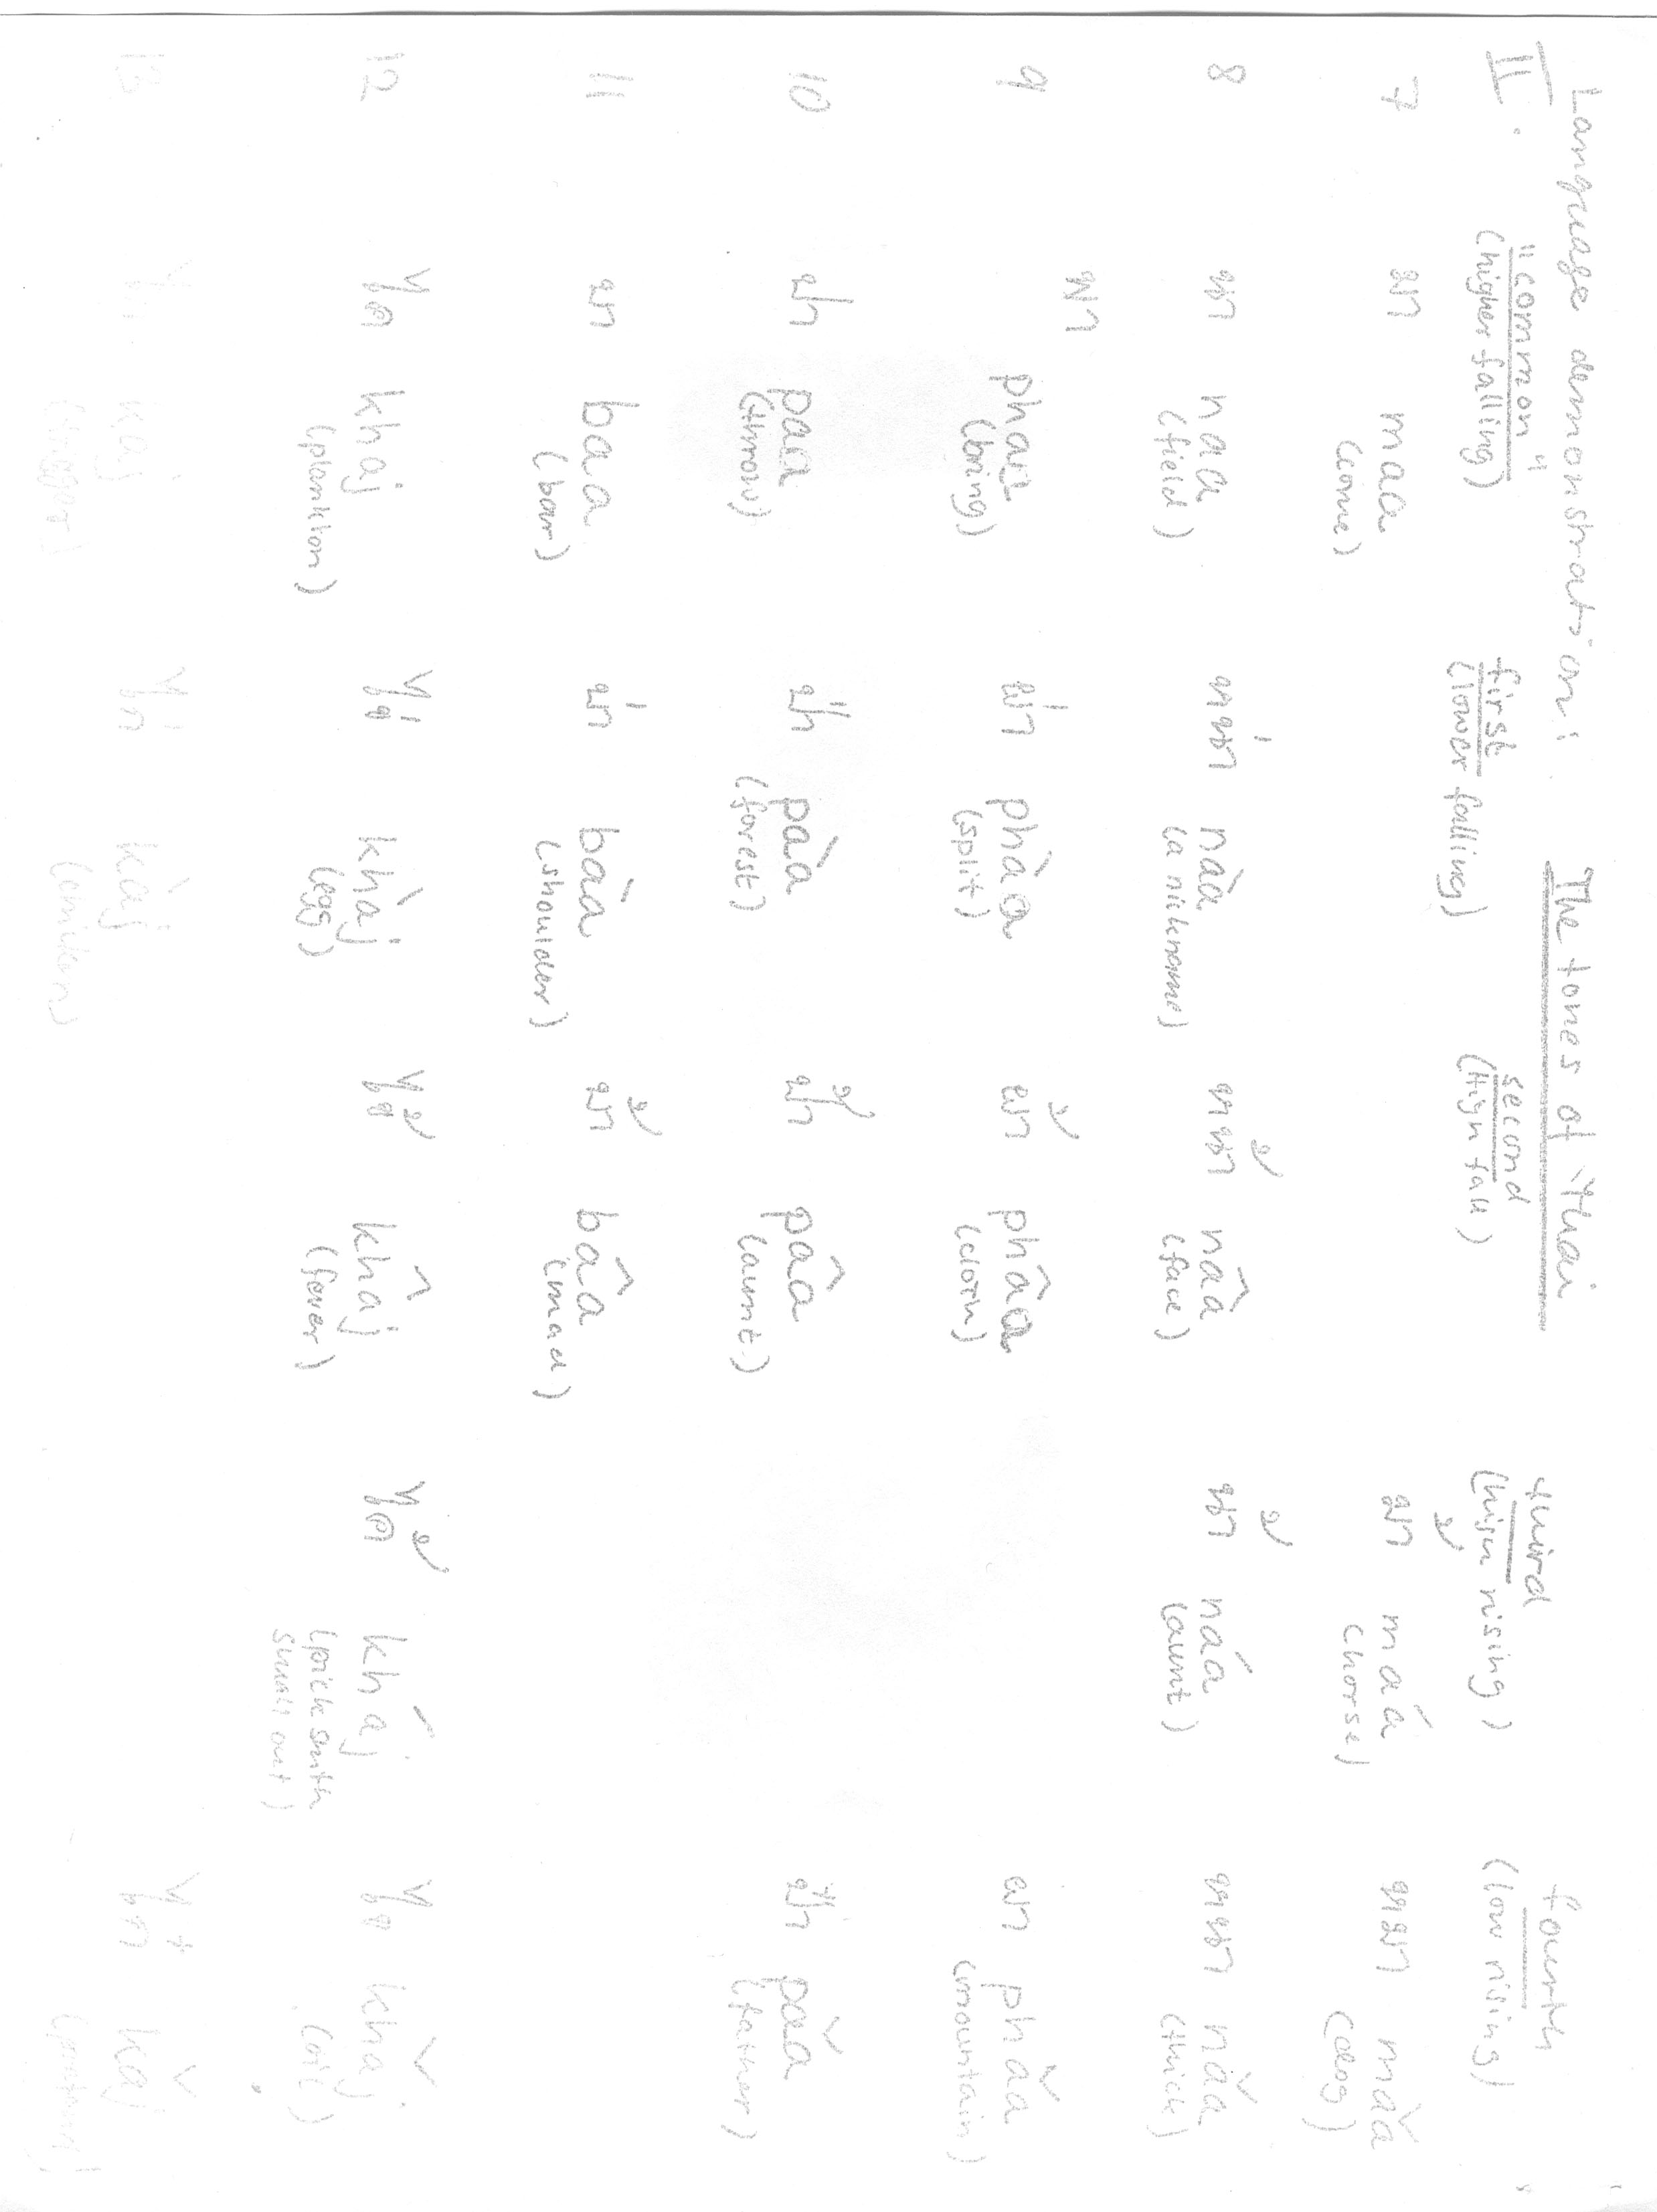 Language demonstration: The tones of Thai
II. "common" first second third fourth
(higher falling) (lower falling) (high fall) (high rising) (low rising)
7 มา maa ม้า máa หมา mǎa
(come) (horse) (dog)
8 นา naa หน่า nàa หน้า nâa น้า náa หนา nǎa
(field) (a nickname) (face) (aunt) (thick)
9 พา phaa ผ่า phàa ผ้า phâa ผา phǎa
(bring) (split) (cloth) (mountain)
10 ปา paa ป่า pàa ป้า pâa ป๋า pǎa
(throw) (forest) (aunt) (father)
11 บา baa บ่า bàa บ้า bâa
(bar) (shoulder) (mad)
12 ไค khaj ไข่ khàj ไข้ khâj ไค้ kháj ไข khǎj
(planktion) (egg) (fever) (pick smth (oil)
small out)
13 ไก kaj ไก่ kàj ไก๋ kǎj
(trigger) (chicken) (pretend)